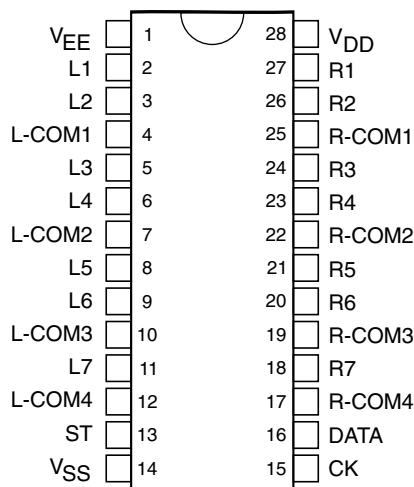 VEE 1 28 VDD
L1 2 27 R1
L2 3 26 R2
L-COM1 4 25 R-COM1
L3 5 24 R3
L4 6 23 R4
L-COM2 7 22 R-COM2
L5 8 21 R5
L6 9 20 R6
L-COM3 10 19 R-COM3
L7 11 18 R7
L-COM4 12 17 R-COM4
ST 13 16 DATA
VSS 14 15 CK